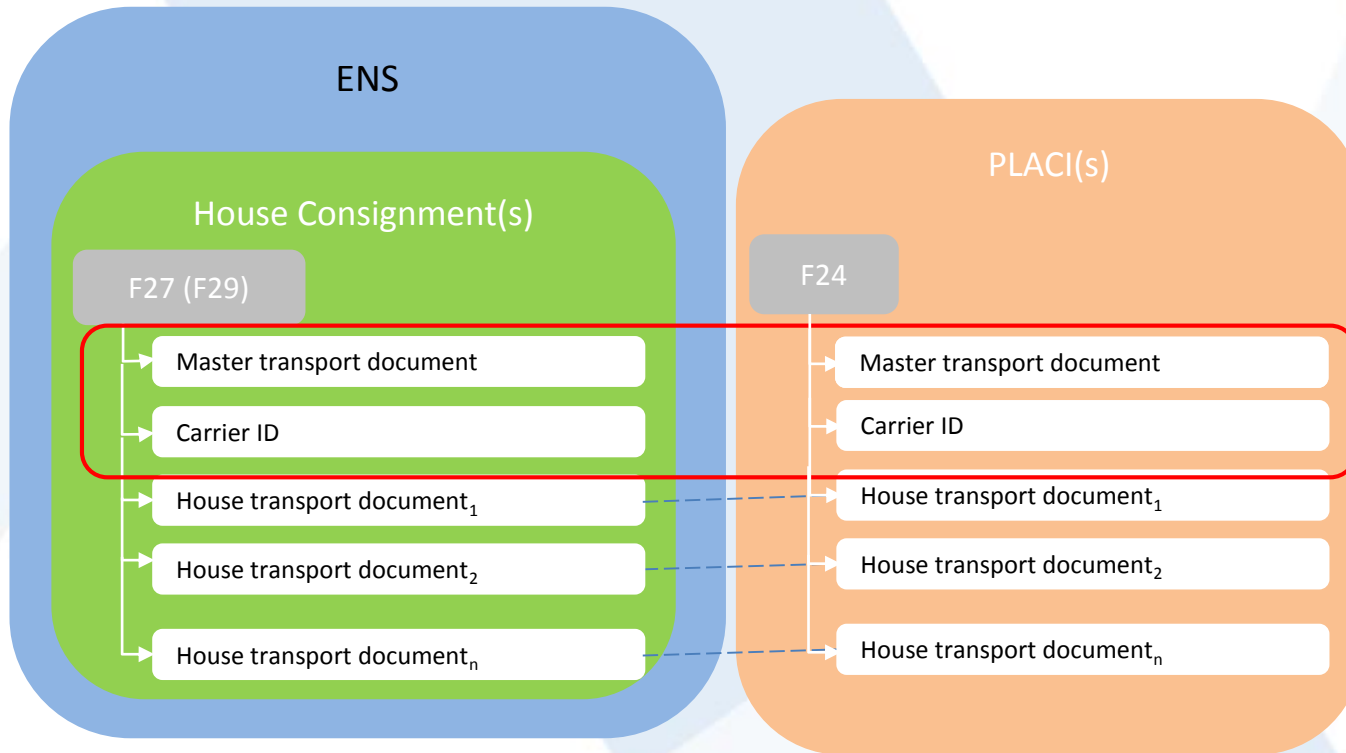 ENS
House Consignment(s)
F27 (F29)
Master transport document
Carrier ID
House transport document₁
House transport document₂
House transport documentₙ
PLACI(s)
F24
Master transport document
Carrier ID
House transport document₁
House transport document₂
House transport documentₙ